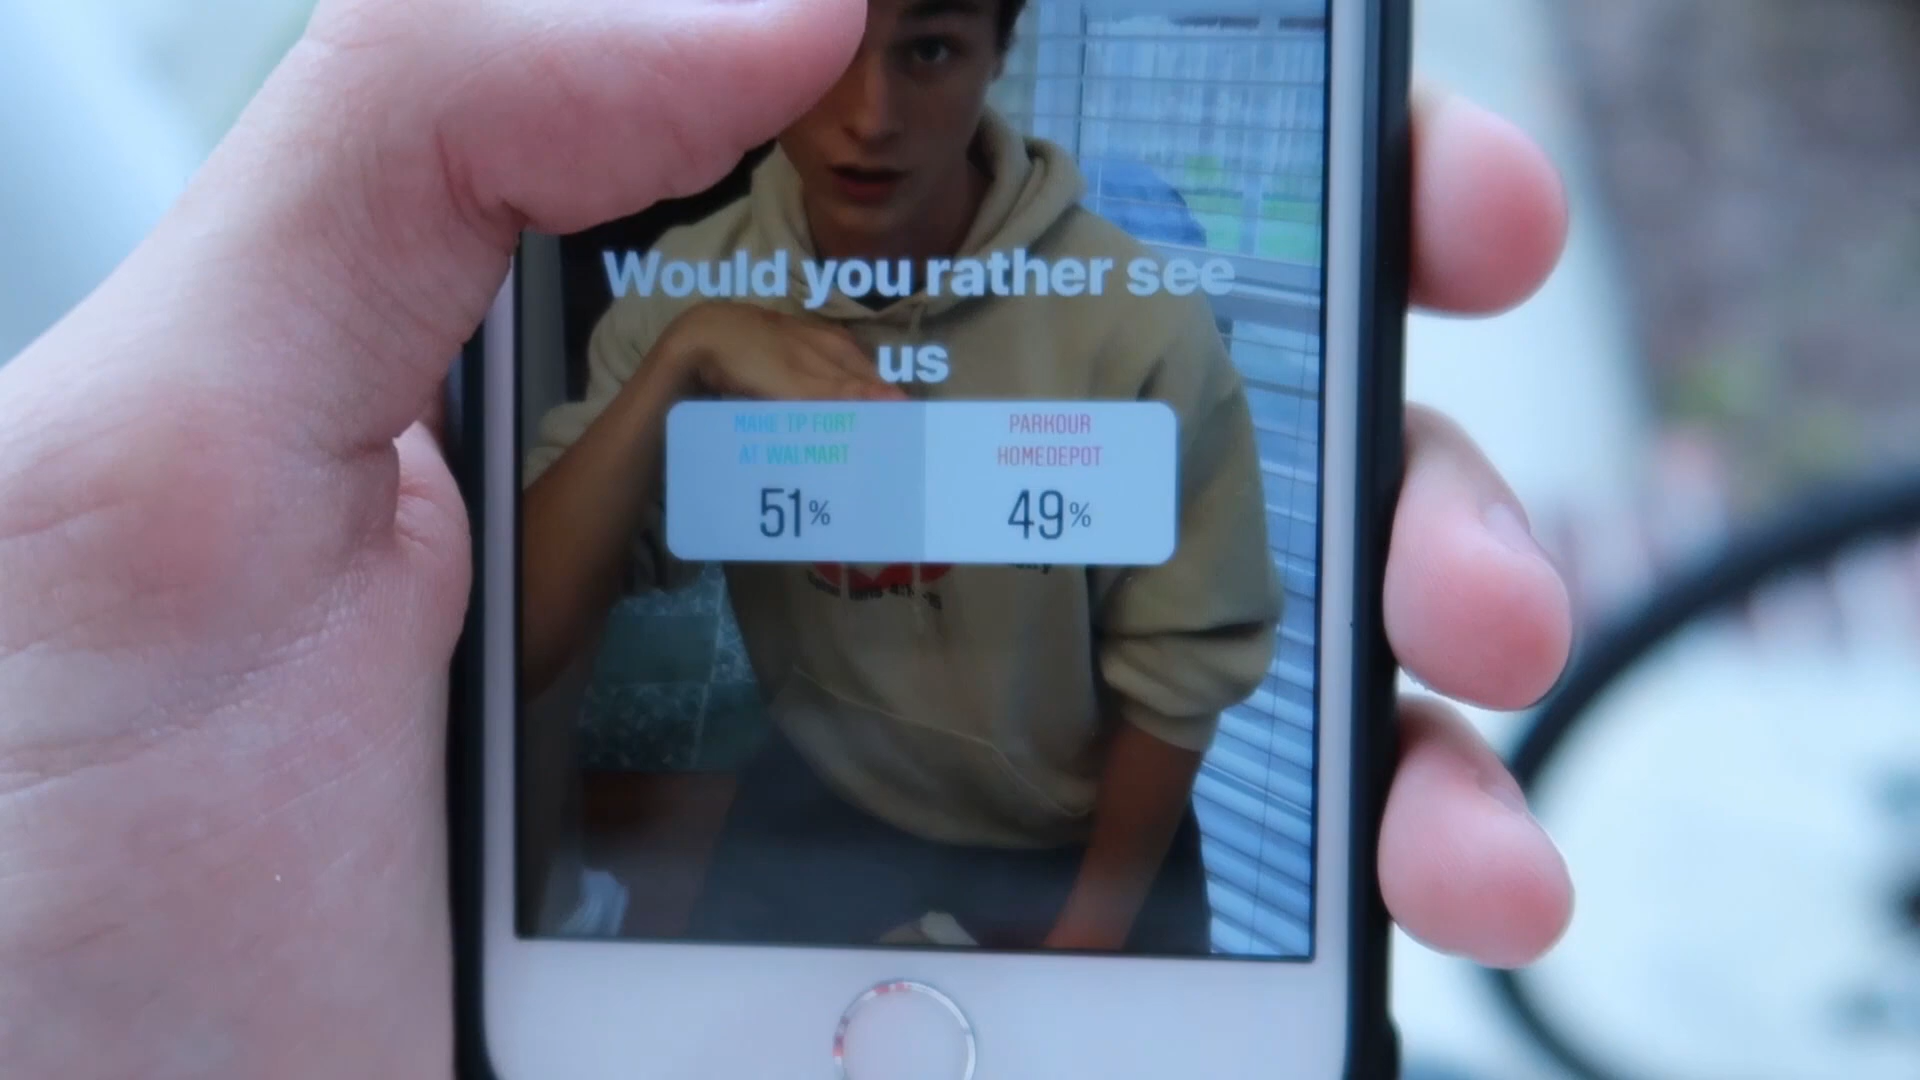 Would you rather see
us
MAKE TP FORT
AT WALMART
51%
PARKOUR
HOMEDEPOT
49%